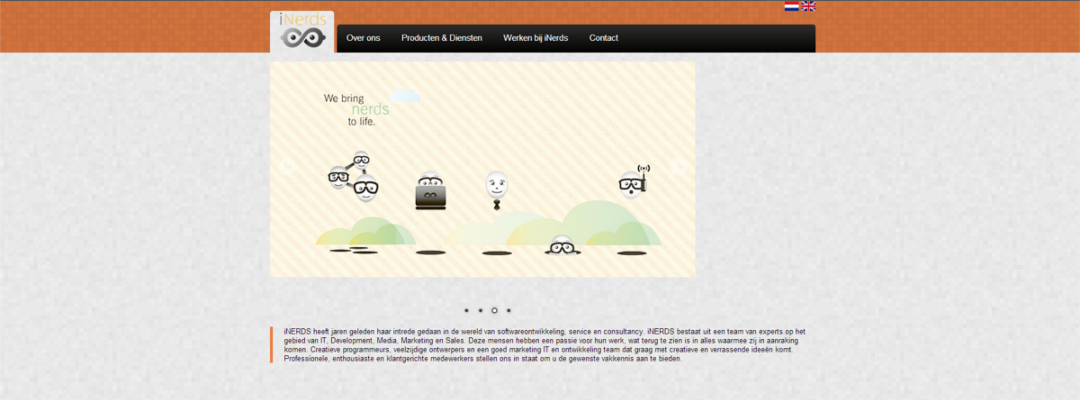 iNerds
Over ons
Producten & Diensten
Werken bij iNerds
Contact
We bring
nerds
to life.
iNERDS heeft jaren geleden haar intrede gedaan in de wereld van softwareontwikkeling, service en consultancy. iNERDS bestaat uit een team van experts op het
gebied van IT, Development, Media, Marketing en Sales. Deze mensen hebben een passie voor hun werk, wat terug te zien is in alles waarmee zij in aanraking
komen. Creatieve programmeurs, veelzijdige ontwerpers en een goed marketing IT en ontwikkeling team dat graag met creatieve en verrassende ideeën komt.
Professionele, enthousiaste en klantgerichte medewerkers stellen ons in staat om u de gewenste vakkennis aan te bieden.